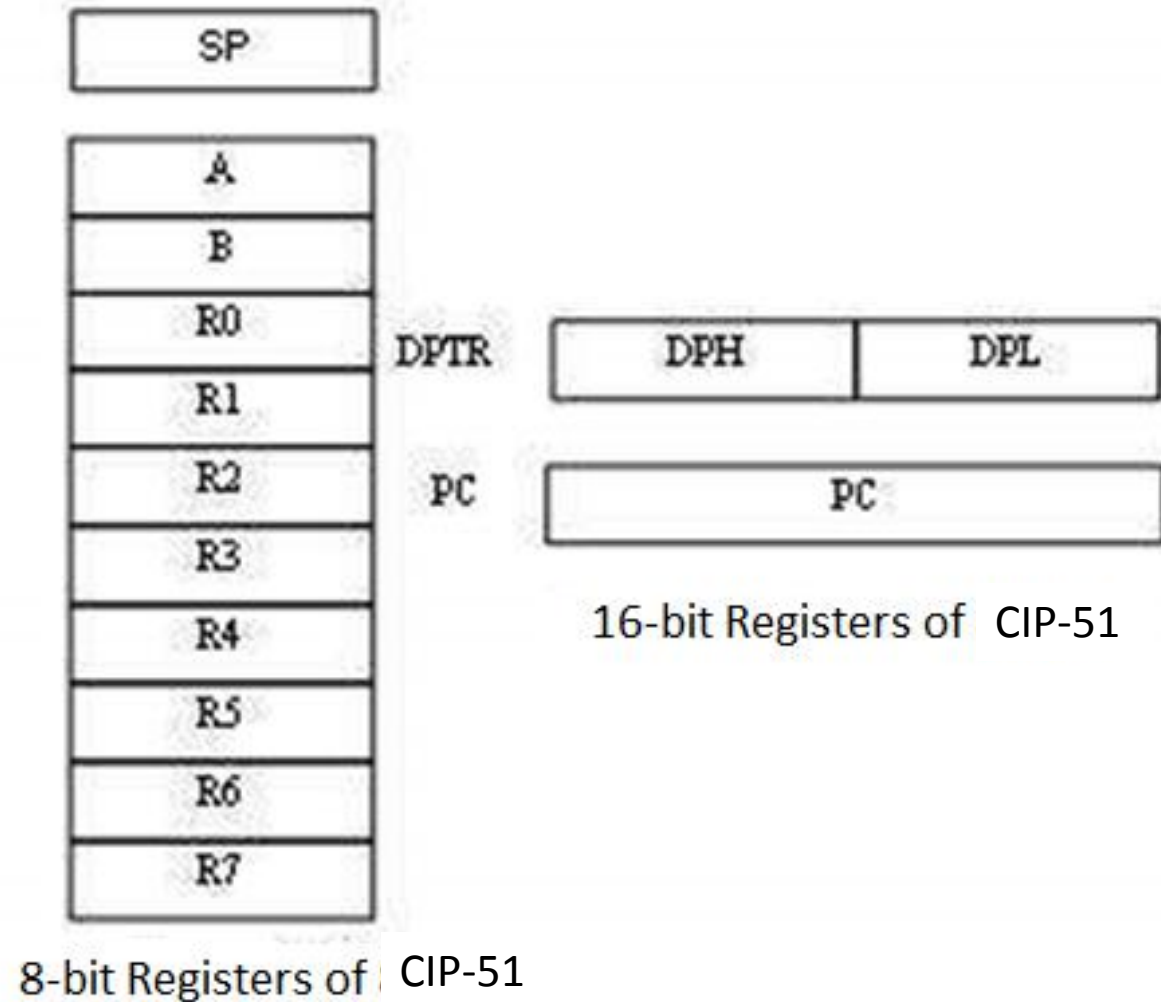 SP
A
B
R0
R1
R2
R3
R4
R5
R6
R7
8-bit Registers of CIP-51
DPTR DPH DPL
PC PC
16-bit Registers of CIP-51